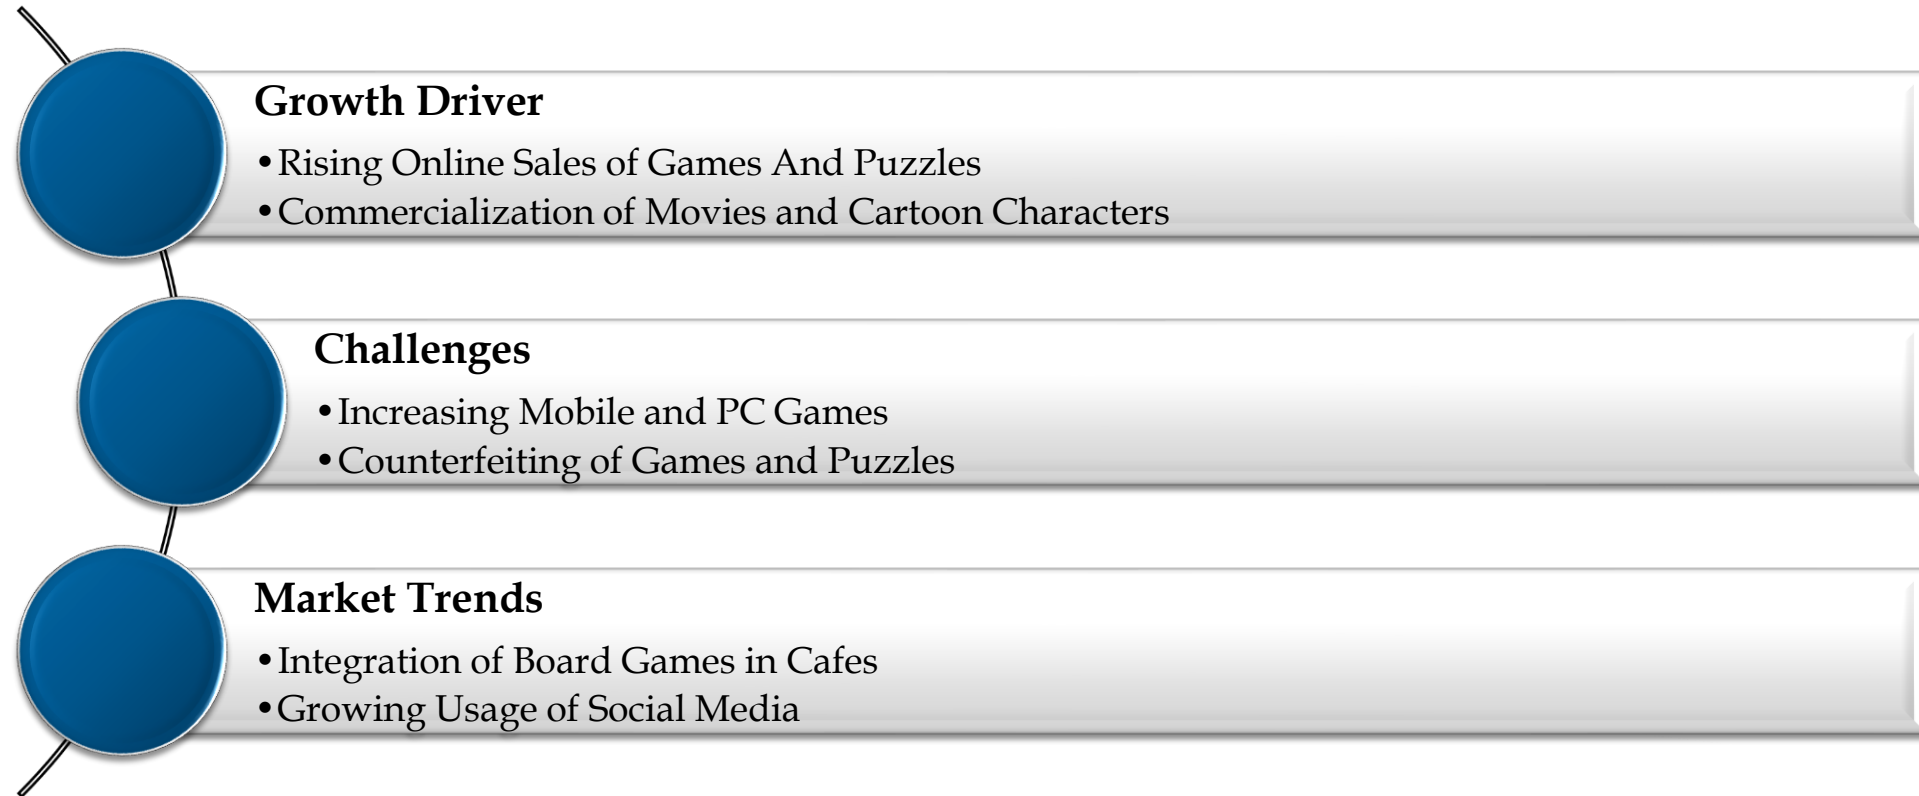 Growth Driver
•Rising Online Sales of Games And Puzzles
•Commercialization of Movies and Cartoon Characters
Challenges
•Increasing Mobile and PC Games
•Counterfeiting of Games and Puzzles
Market Trends
•Integration of Board Games in Cafes
•Growing Usage of Social Media